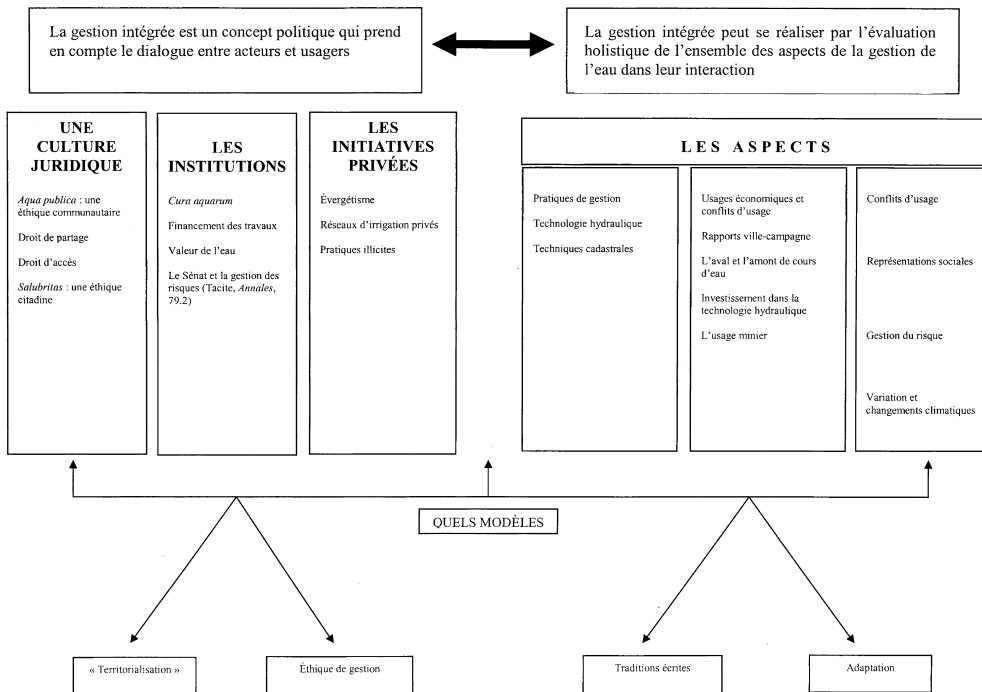 La gestion intégrée est un concept politique qui prend
en compte le dialogue entre acteurs et usagers
La gestion intégrée peut se réaliser par l'évaluation
holistique de l'ensemble des aspects de la gestion de
l'eau dans leur interaction
UNE
CULTURE
JURIDIQUE
Aqua publica : une
éthique communautaire
Droit de partage
Droit d'accès
Salubritas : une éthique
citadine
LES
INSTITUTIONS
Cura aquarum
Financement des travaux
Valeur de l'eau
Le Sénat et la gestion des
risques (Tacite, Annales,
79.2)
LES
INITIATIVES
PRIVÉES
Évergétisme
Réseaux d'irrigation privés
Pratiques illicites
LES ASPECTS
Pratiques de gestion
Technologie hydraulique
Techniques cadastrales
Usages économiques et
conflits d'usage
Rapports ville-campagne
L'aval et l'amont de cours
d'eau
Investissement dans la
technologie hydraulique
L'usage minier
Conflits d'usage
Représentations sociales
Gestion du risque
Variation et
changements climatiques
QUELS MODÈLES
« Territorialisation »
Éthique de gestion
Traditions écrites
Adaptation